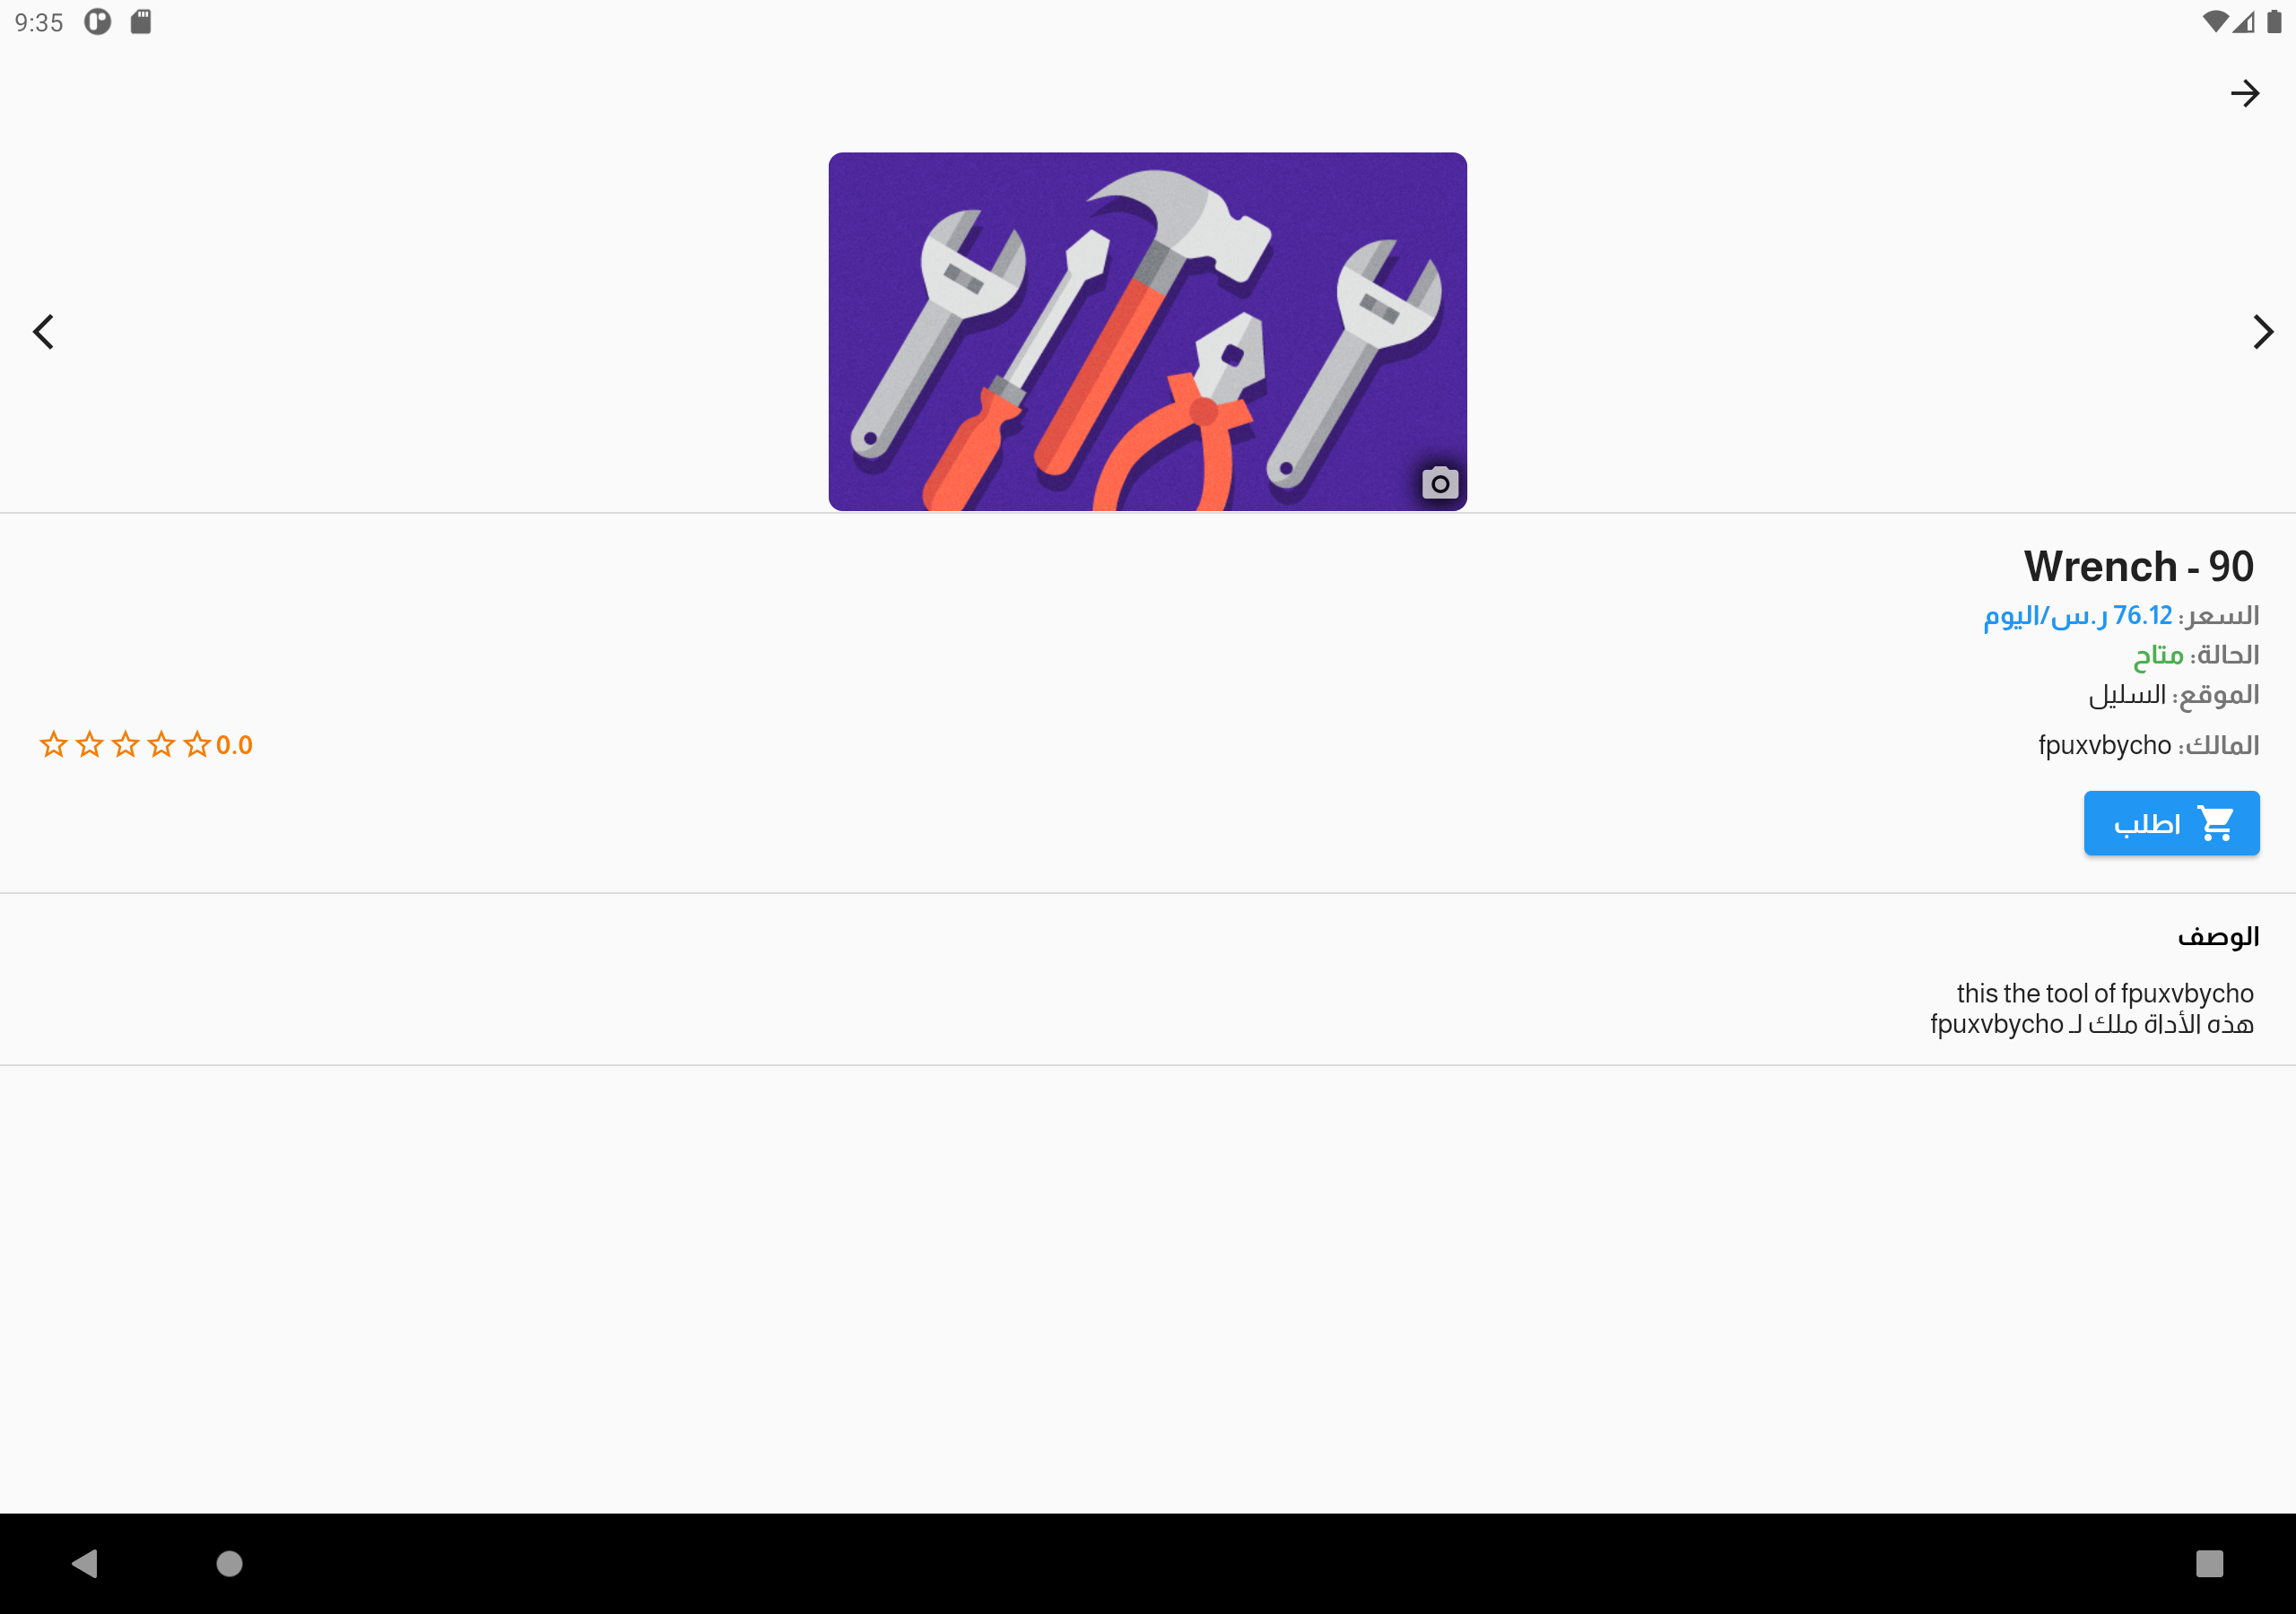 9:35
Wrench - 90
السعر: 76.12 ر.س/اليوم
الحالة: متاح
الموقع: السليل
المالك: fpuxvbycho
0.0
اطلب
الوصف
this the tool of fpuxvbycho
هذه الأداة ملك لـ fpuxvbycho